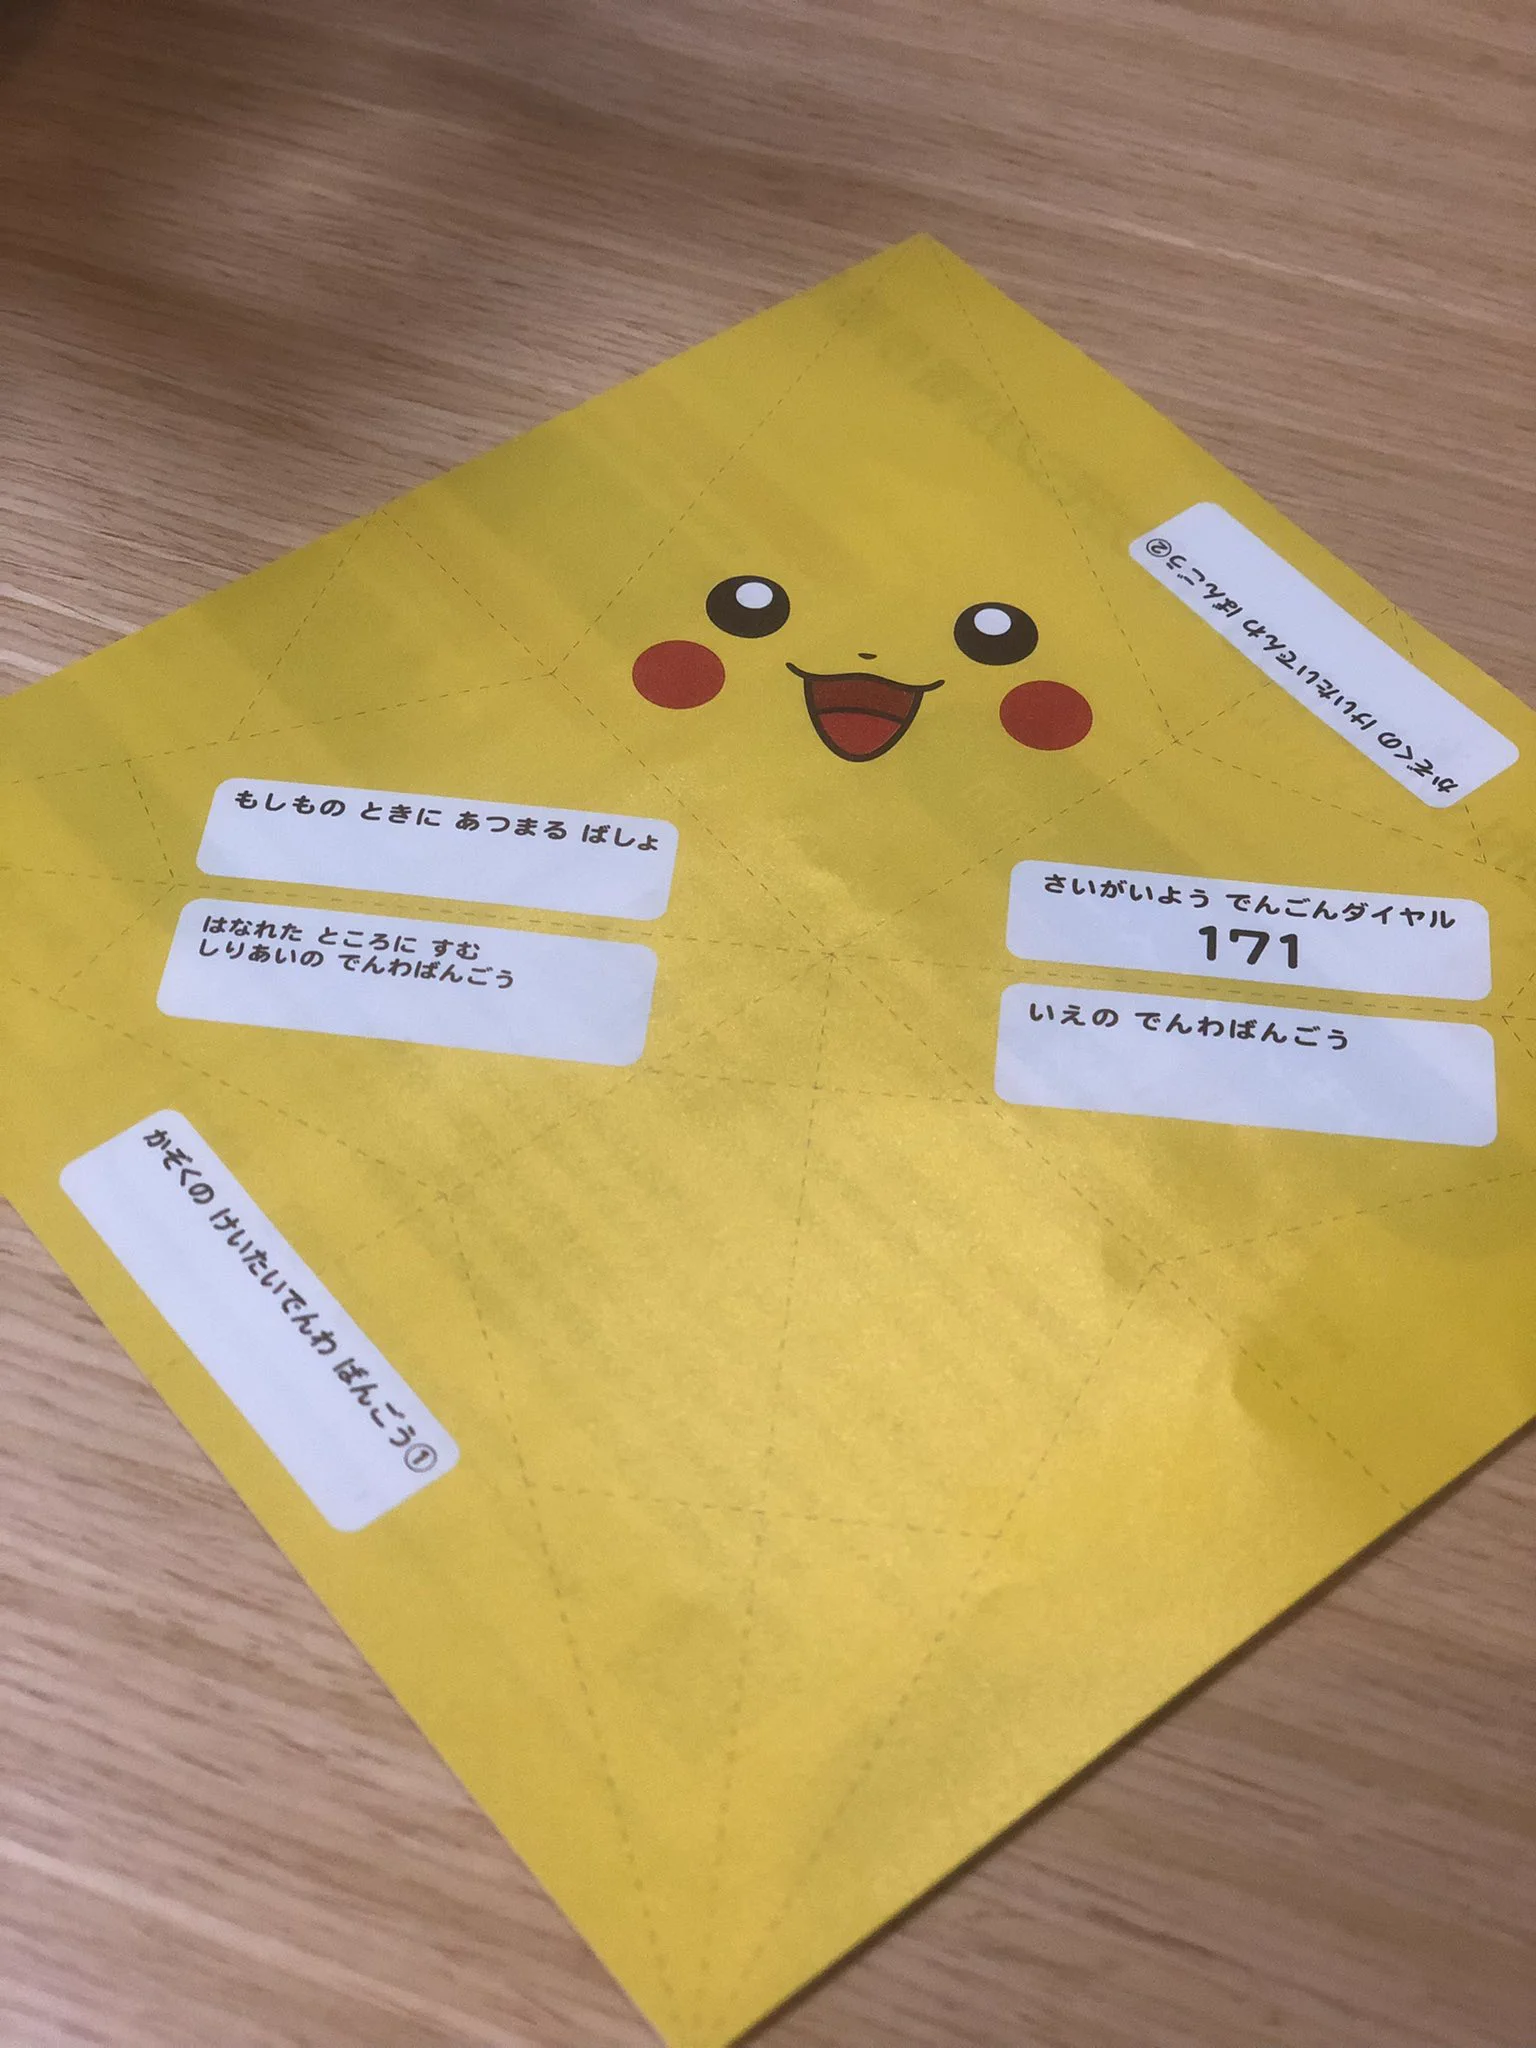 かぞくの けいたいでんわ ばんごう②
もしもの ときに あつまる ばしょ
さいがいよう でんごんダイヤル
171
はなれた ところに すむ
しりあいの でんわばんごう
いえの でんわばんごう
かぞくの けいたいでんわ ばんごう①